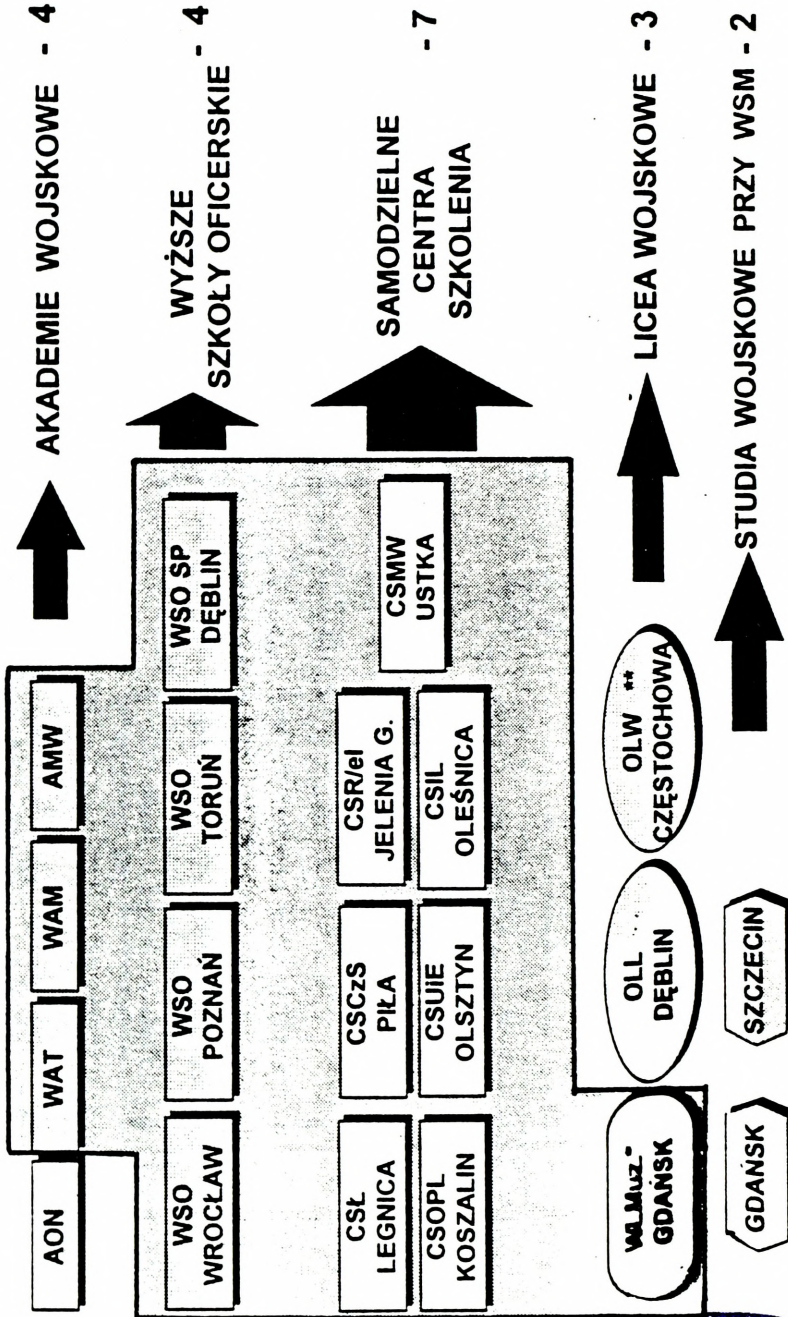 AON
WAT
WAM
AMW
AKADEMIE WOJSKOWE - 4
WSO
WROCŁAW
WSO
POZNAŃ
WSO
TORUŃ
WSO SP
DĘBLIN
WYŻSZE
SZKOŁY OFICERSKIE - 4
CSŁ
LEGNICA
CSCzS
PIŁA
CSR/el
JELENIA G.
CSOPL
KOSZALIN
CSUiE
OLSZTYN
CSIL
OLEŚNICA
CSMW
USTKA
SAMODZIELNE
CENTRA - 7
SZKOLENIA
GDAŃSK
OLL
DĘBLIN
OLW **
CZĘSTOCHOWA
LICEA WOJSKOWE - 3
GDAŃSK
SZCZECIN
STUDIA WOJSKOWE PRZY WSM - 2